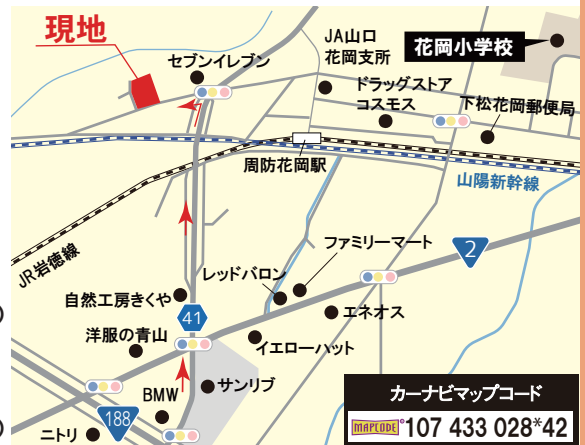 現地
セブンイレブン
JA山口
花岡支所
花岡小学校
ドラッグストア
コスモス
下松花岡郵便局
周防花岡駅
山陽新幹線
JR岩徳線
ファミリーマート
2
レッドバロン
自然工房きくや
41
エネオス
洋服の青山
イエローハット
サンリブ
BMW
188
ニトリ
カーナビマップコード
MAPCODE 107 433 028*42